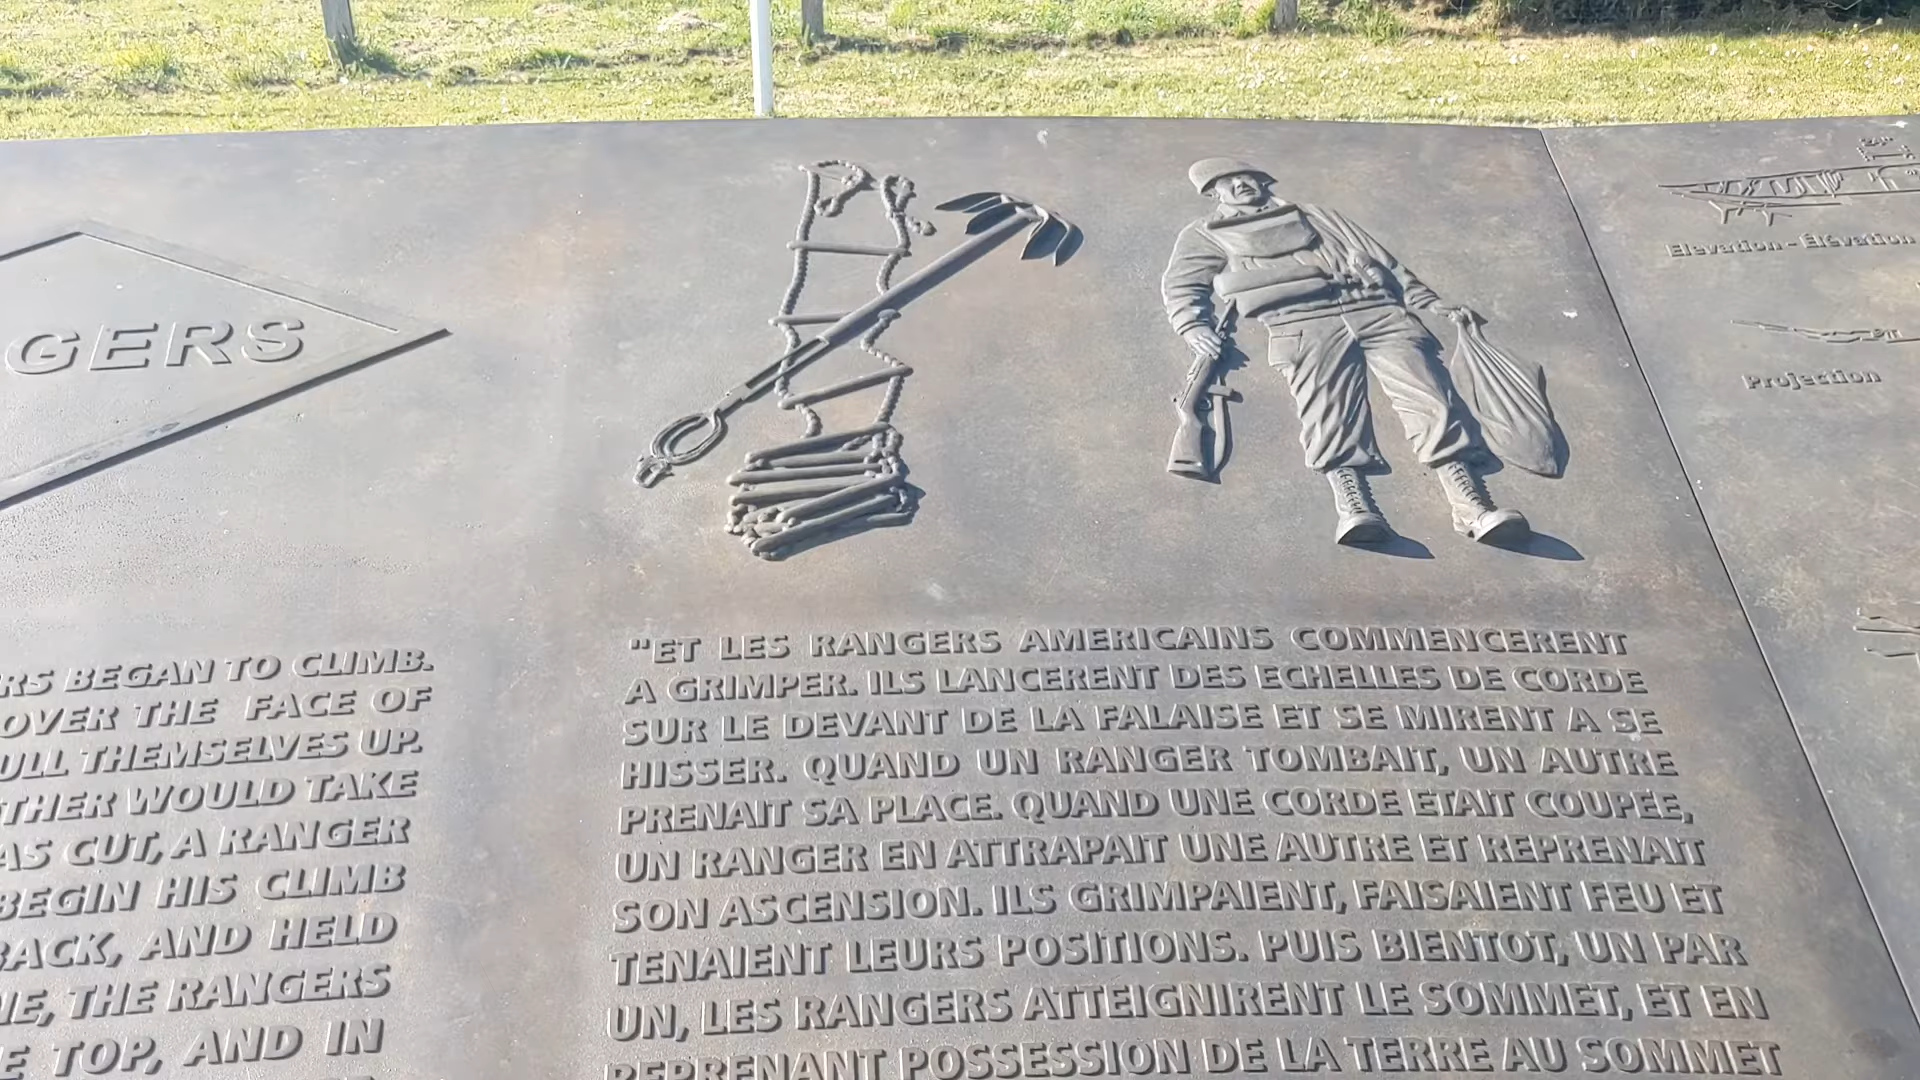 GERS
RS BEGAN TO CLIMB.
OVER THE FACE OF
ULL THEMSELVES UP.
THER WOULD TAKE
AS CUT, A RANGER
BEGIN HIS CLIMB
BACK, AND HELD
NE, THE RANGERS
E TOP, AND IN
"ET LES RANGERS AMERICAINS COMMENCERENT
A GRIMPER. ILS LANCERENT DES ECHELLES DE CORDE
SUR LE DEVANT DE LA FALAISE ET SE MIRENT A SE
HISSER. QUAND UN RANGER TOMBAIT, UN AUTRE
PRENAIT SA PLACE. QUAND UNE CORDE ETAIT COUPEE,
UN RANGER EN ATTRAPAIT UNE AUTRE ET REPRENAIT
SON ASCENSION. ILS GRIMPAIENT, FAISAIENT FEU ET
TENAIENT LEURS POSITIONS. PUIS BIENTOT, UN PAR
UN, LES RANGERS ATTEIGNIRENT LE SOMMET, ET EN
REPRENANT POSSESSION DE LA TERRE AU SOMMET
Elevation - Élévation
Projection